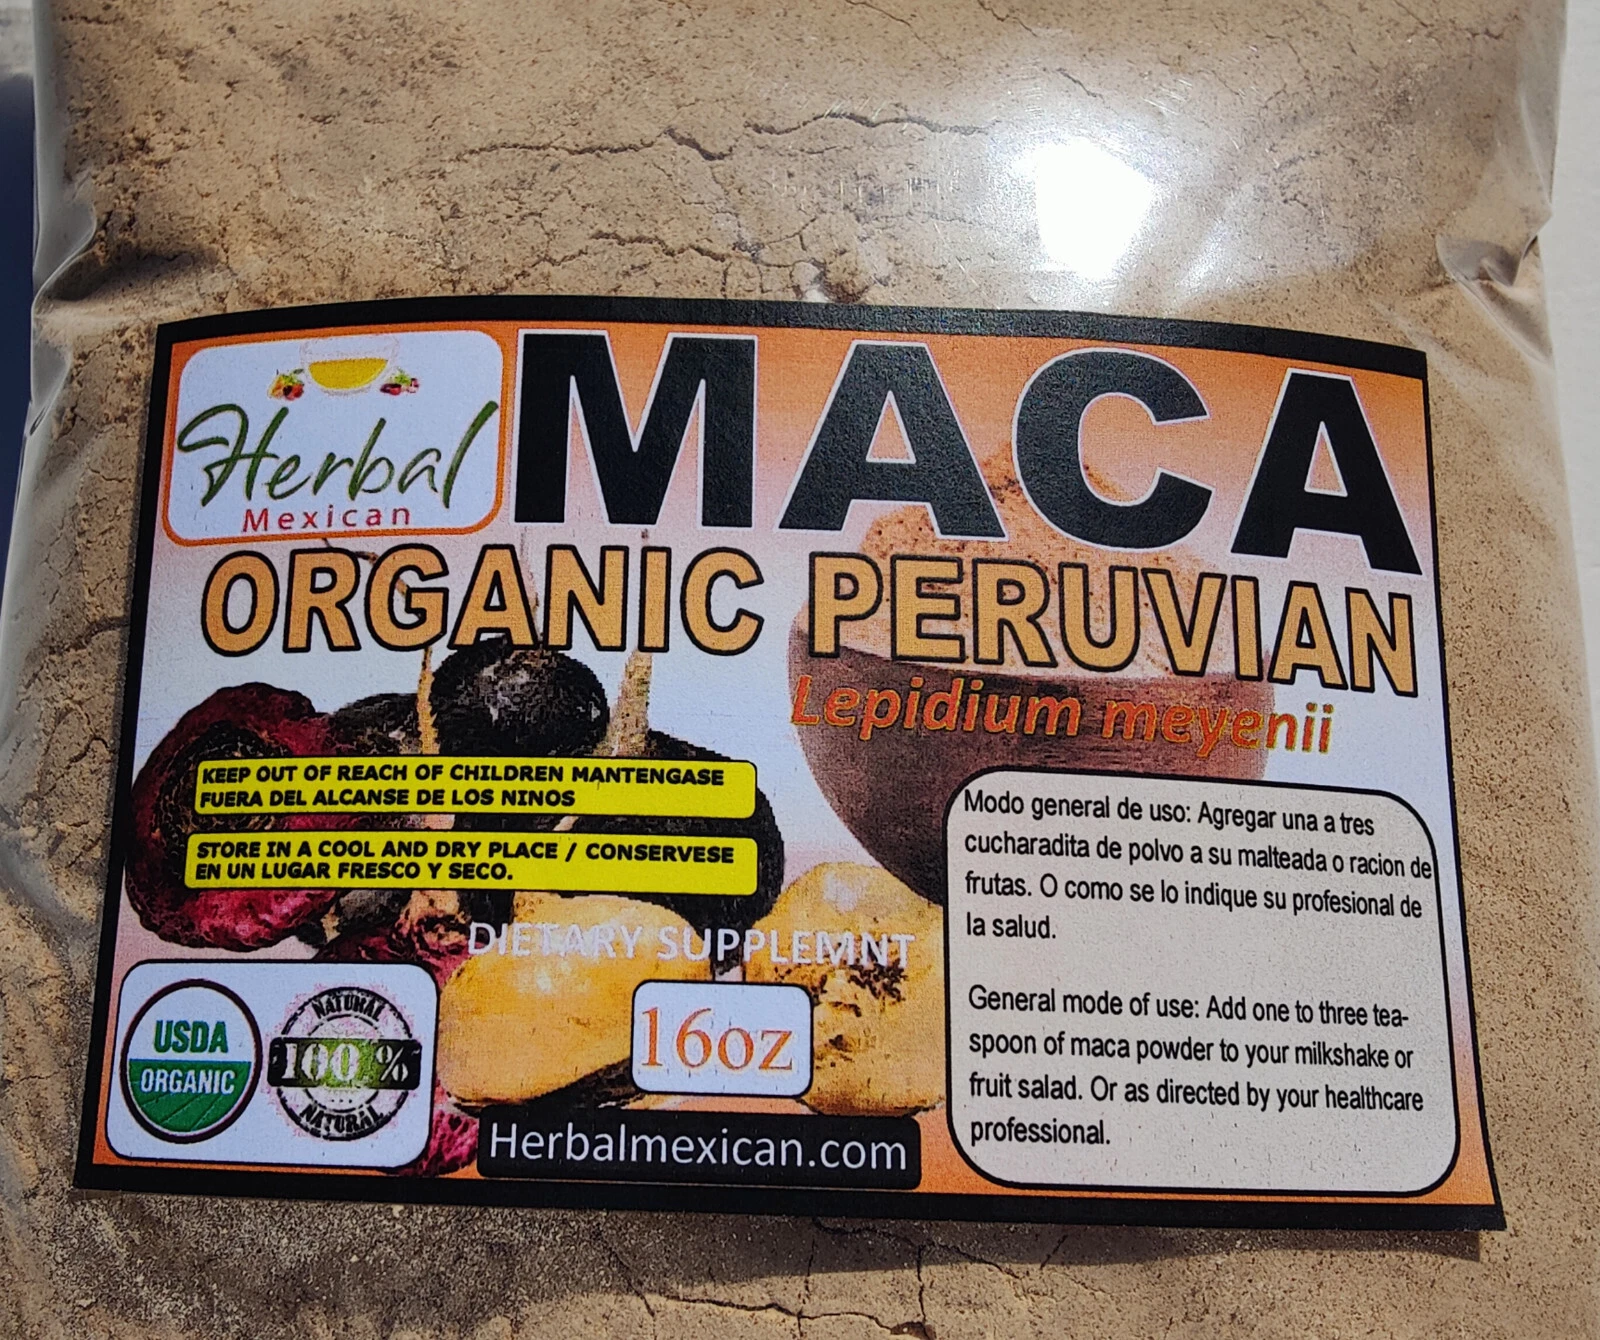 Herbal
Mexican
MACA
ORGANIC PERUVIAN
Lepidium meyenii
KEEP OUT OF REACH OF CHILDREN MANTENGASE
FUERA DEL ALCANSE DE LOS NINOS
STORE IN A COOL AND DRY PLACE / CONSERVESE
EN UN LUGAR FRESCO Y SECO.
DIETARY SUPPLEMNT
USDA
ORGANIC
NATURAL
100 %
NATURAL
16oz
Herbalmexican.com
Modo general de uso: Agregar una a tres
cucharadita de polvo a su malteada o racion de
frutas. O como se lo indique su profesional de
la salud.
General mode of use: Add one to three tea-
spoon of maca powder to your milkshake or
fruit salad. Or as directed by your healthcare
professional.